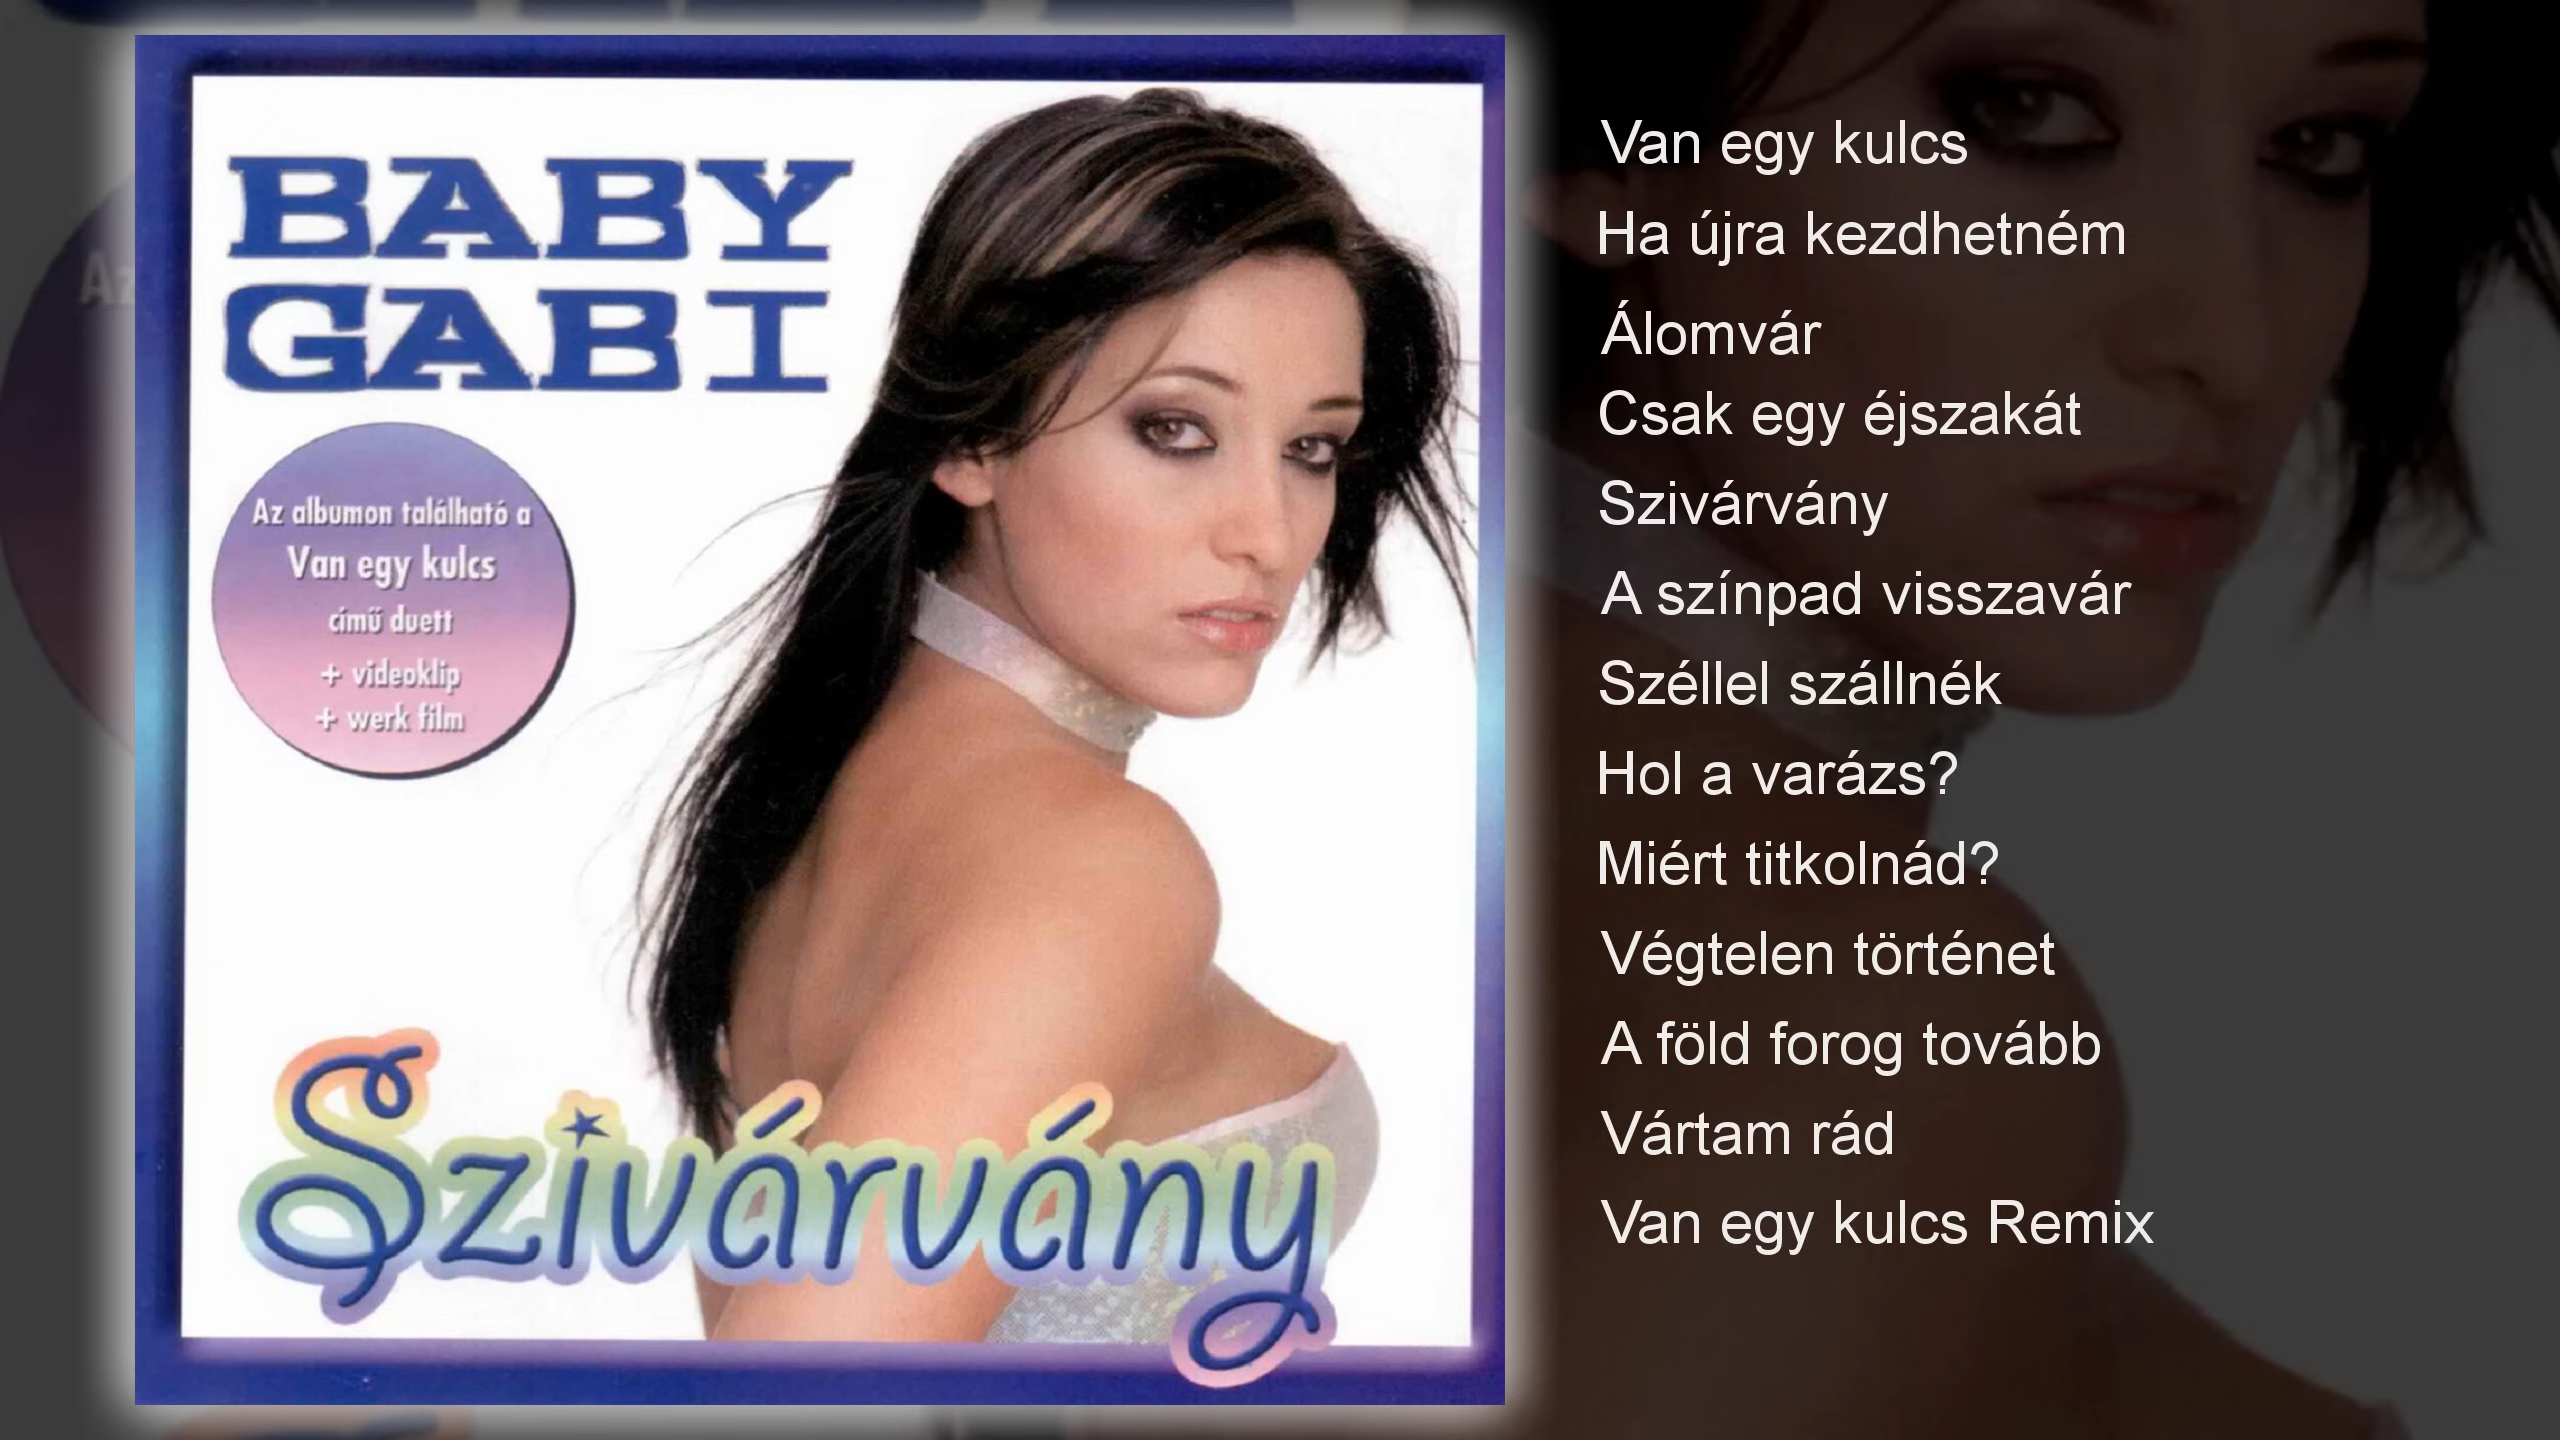 BABY
GABI
Az albumon található a
Van egy kulcs
című duett
+ videoklip
+ werk film
Szivárvány
Van egy kulcs
Ha újra kezdhetném
Álomvár
Csak egy éjszakát
Szivárvány
A színpad visszavár
Széllel szállnék
Hol a varázs?
Miért titkolnád?
Végtelen történet
A föld forog tovább
Vártam rád
Van egy kulcs Remix